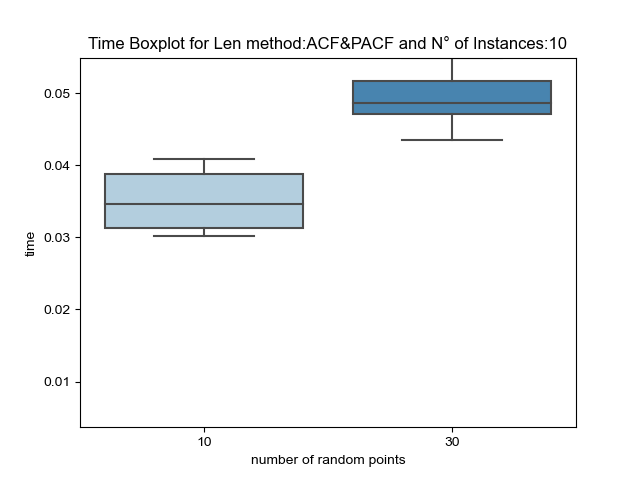 Time Boxplot for Len method:ACF&PACF and N° of Instances:10
0.05
0.04
0.03
0.02
0.01
time
10
30
number of random points